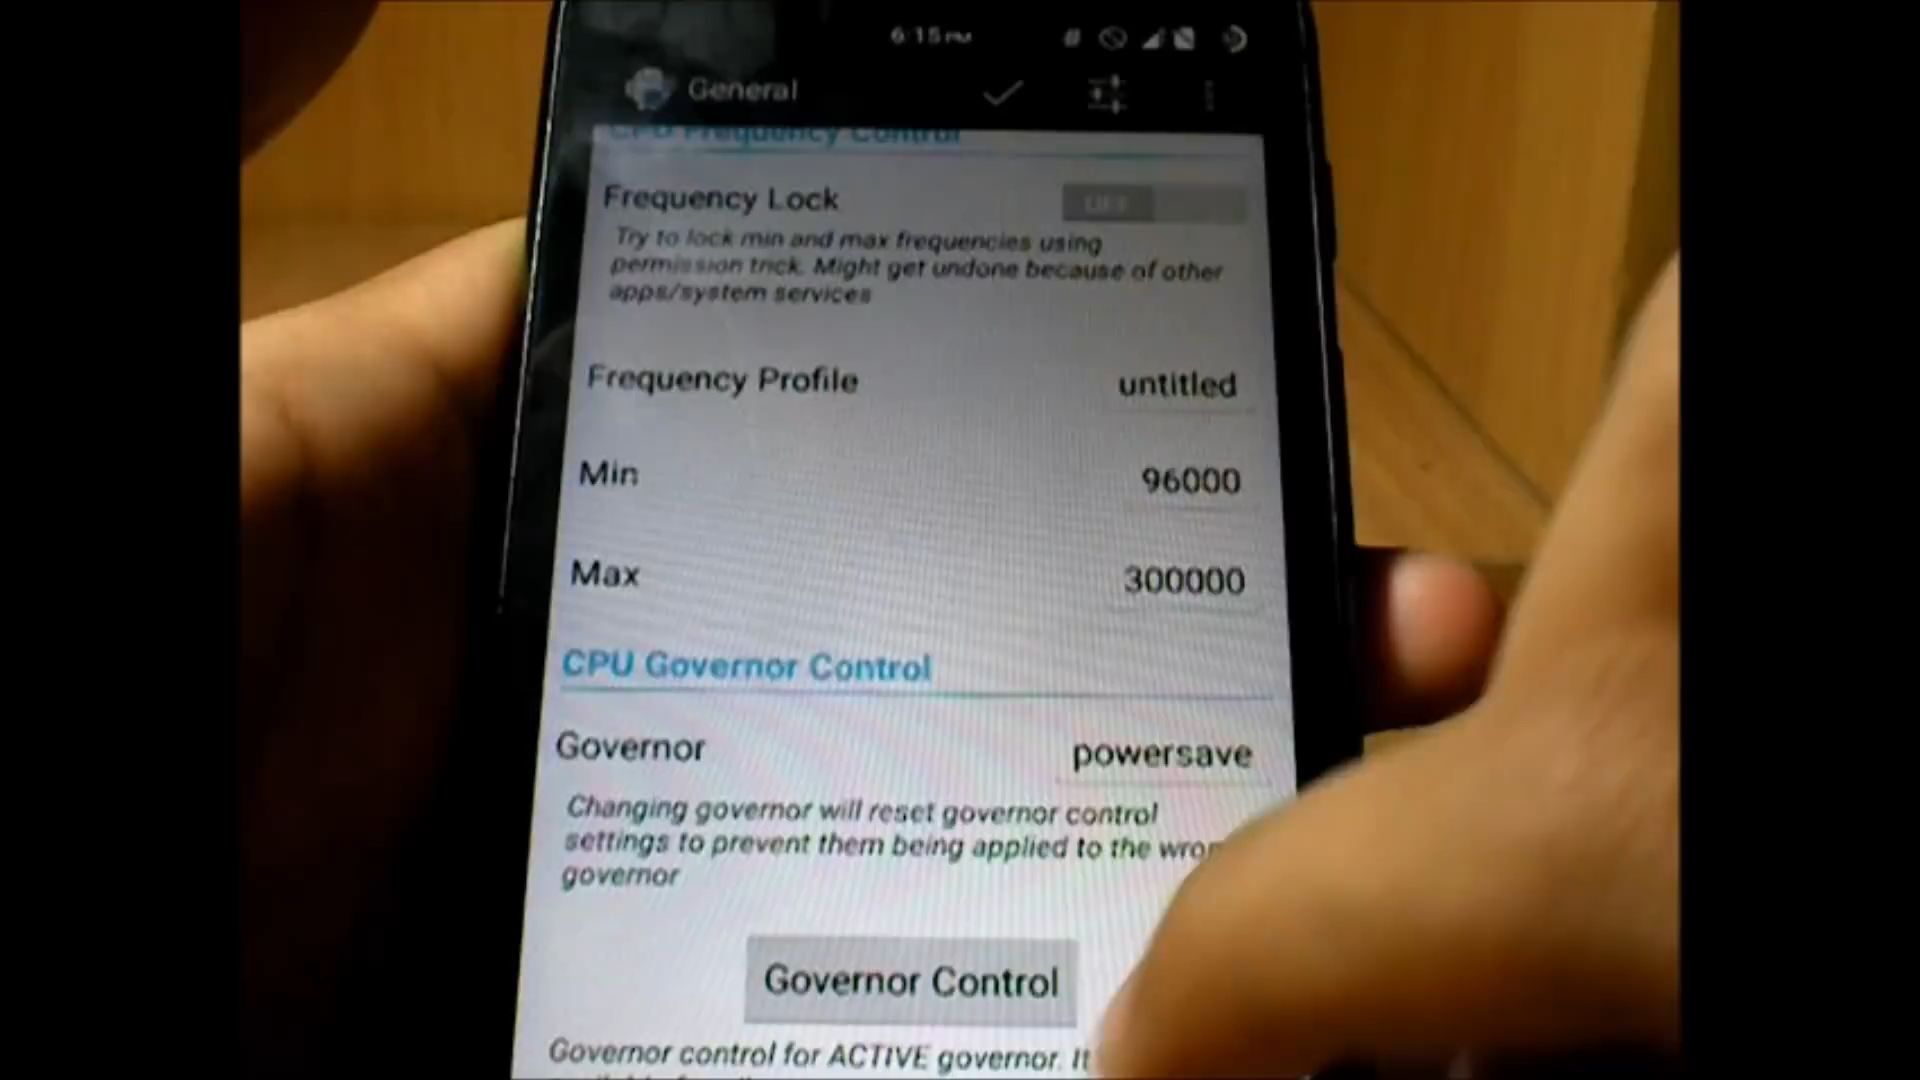 6:15 PM
General
CPU Frequency Control
Frequency Lock
OFF
Try to lock min and max frequencies using
permission trick. Might get undone because of other
apps/system services
Frequency Profile untitled
Min 96000
Max 300000
CPU Governor Control
Governor powersave
Changing governor will reset governor control
settings to prevent them being applied to the
governor
Governor Control
Governor control for ACTIVE governor. It